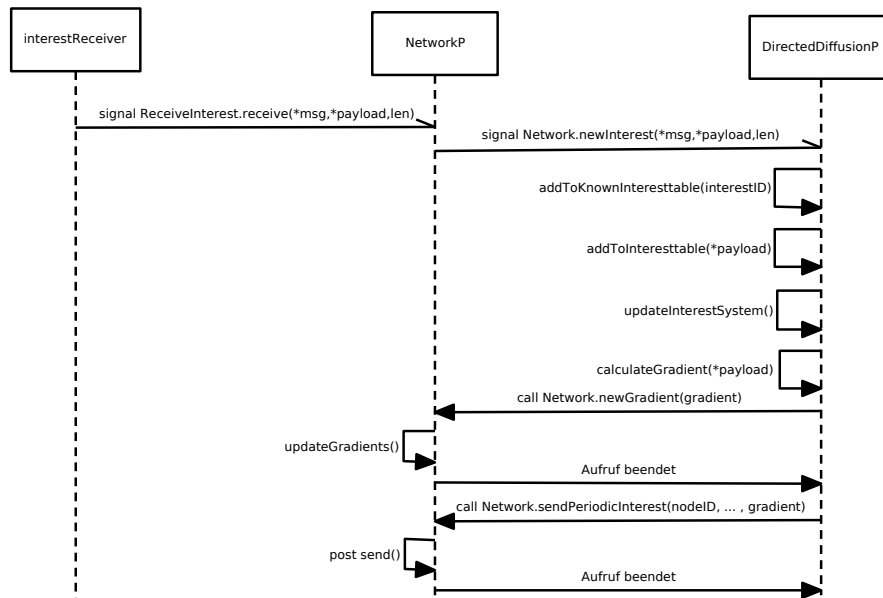 interestReceiver
NetworkP
DirectedDiffusionP
signal ReceiveInterest.receive(*msg,*payload,len)
signal Network.newInterest(*msg,*payload,len)
addToKnownInteresttable(interestID)
addToInteresttable(*payload)
updateInterestSystem()
calculateGradient(*payload)
call Network.newGradient(gradient)
updateGradients()
Aufruf beendet
call Network.sendPeriodicInterest(nodeID, ... , gradient)
post send()
Aufruf beendet